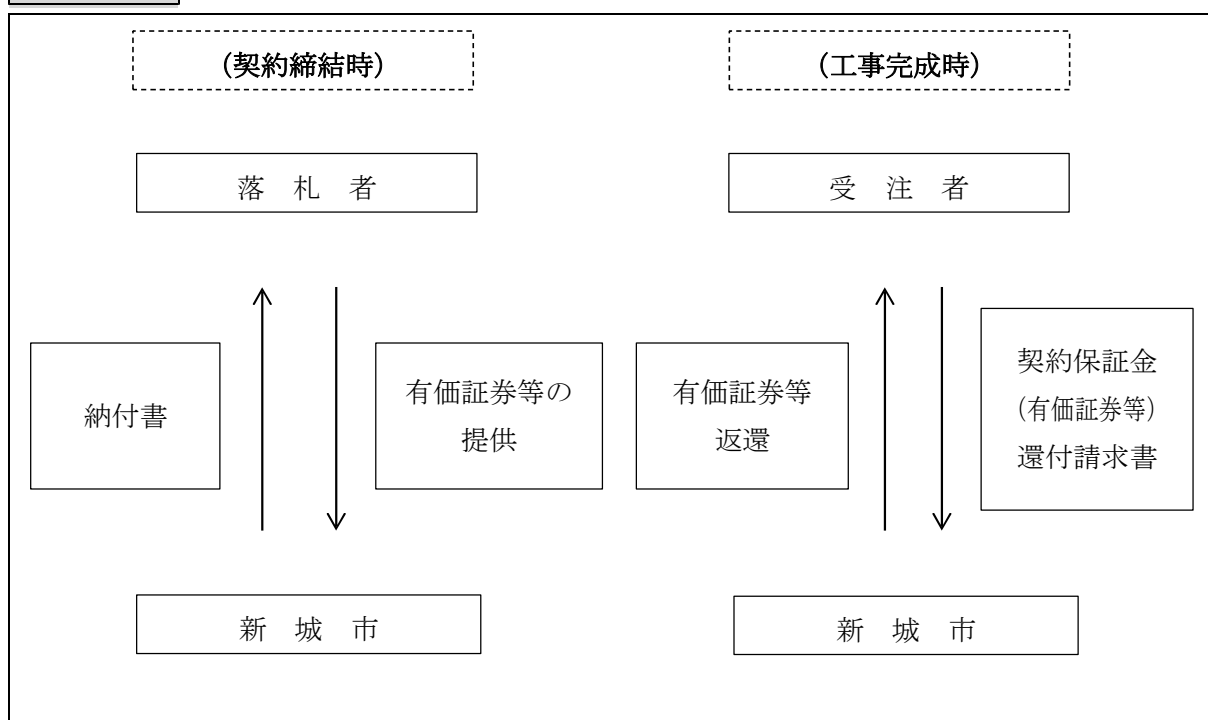 (契約締結時)
落 札 者
納付書
有価証券等の
提供
新 城 市
(工事完成時)
受 注 者
有価証券等
返還
契約保証金
(有価証券等)
還付請求書
新 城 市